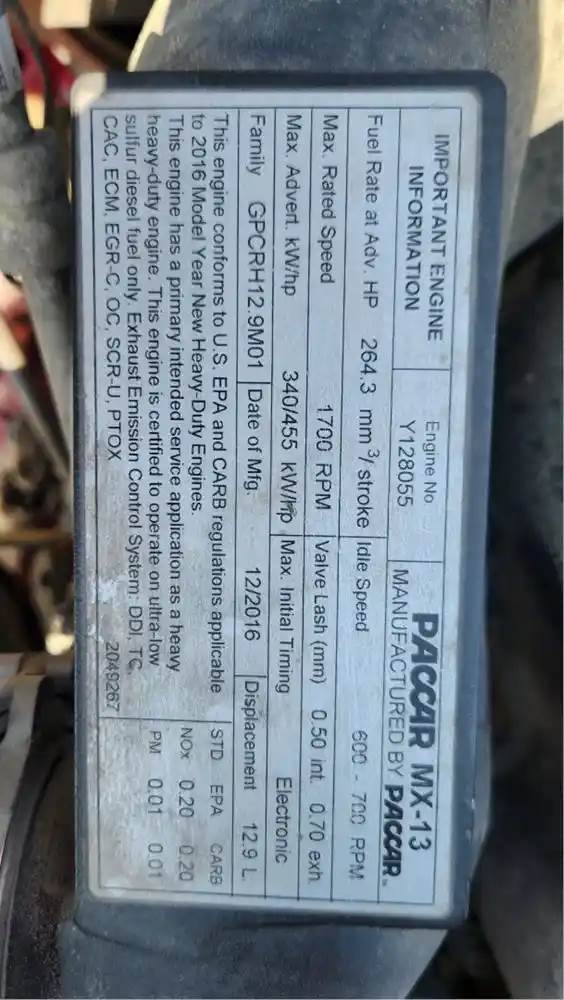 IMPORTANT ENGINE INFORMATION
Engine No Y128055
PACCAR MX-13
MANUFACTURED BY PACCAR
Fuel Rate at Adv. HP 264.3 mm³/stroke Idle Speed 600 - 700 RPM
Max. Rated Speed 1700 RPM Valve Lash (mm) 0.50 int. 0.70 exh.
Max. Advert. kW/hp 340/455 kW/hp Max. Initial Timing Electronic
Family GPCRH12.9M01 Date of Mfg. 12/2016 Displacement 12.9 L.
This engine conforms to U.S. EPA and CARB regulations applicable
to 2016 Model Year New Heavy-Duty Engines.
This engine has a primary intended service application as a heavy
heavy-duty engine. This engine is certified to operate on ultra-low
sulfur diesel fuel only. Exhaust Emission Control System: DDI, TC,
CAC, ECM, EGR-C, OC, SCR-U, PTOX 2049267
STD EPA CARB
NOx 0.20 0.20
PM 0.01 0.01